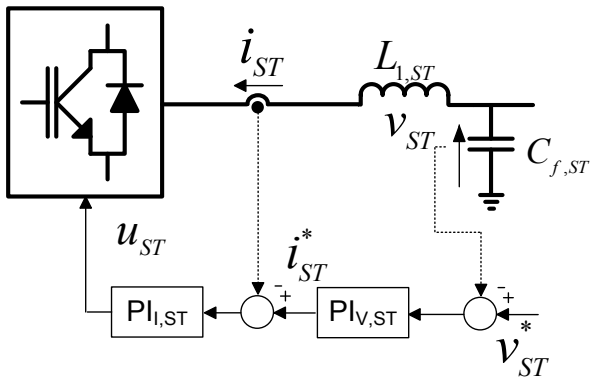 i_ST
L_1,ST
v_ST
C_f,ST
u_ST
i*_ST
- +
- +
PI_I,ST
PI_V,ST
v*_ST